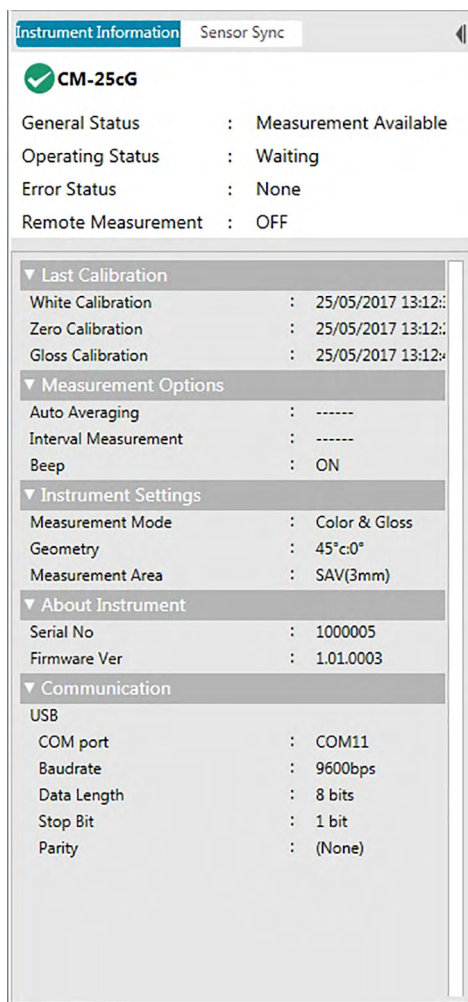 Instrument Information Sensor Sync
CM-25cG
General Status : Measurement Available
Operating Status : Waiting
Error Status : None
Remote Measurement : OFF
▼ Last Calibration
White Calibration : 25/05/2017 13:12:
Zero Calibration : 25/05/2017 13:12:
Gloss Calibration : 25/05/2017 13:12:
▼ Measurement Options
Auto Averaging : ------
Interval Measurement : ------
Beep : ON
▼ Instrument Settings
Measurement Mode : Color & Gloss
Geometry : 45°c:0°
Measurement Area : SAV(3mm)
▼ About Instrument
Serial No : 1000005
Firmware Ver : 1.01.0003
▼ Communication
USB
COM port : COM11
Baudrate : 9600bps
Data Length : 8 bits
Stop Bit : 1 bit
Parity : (None)